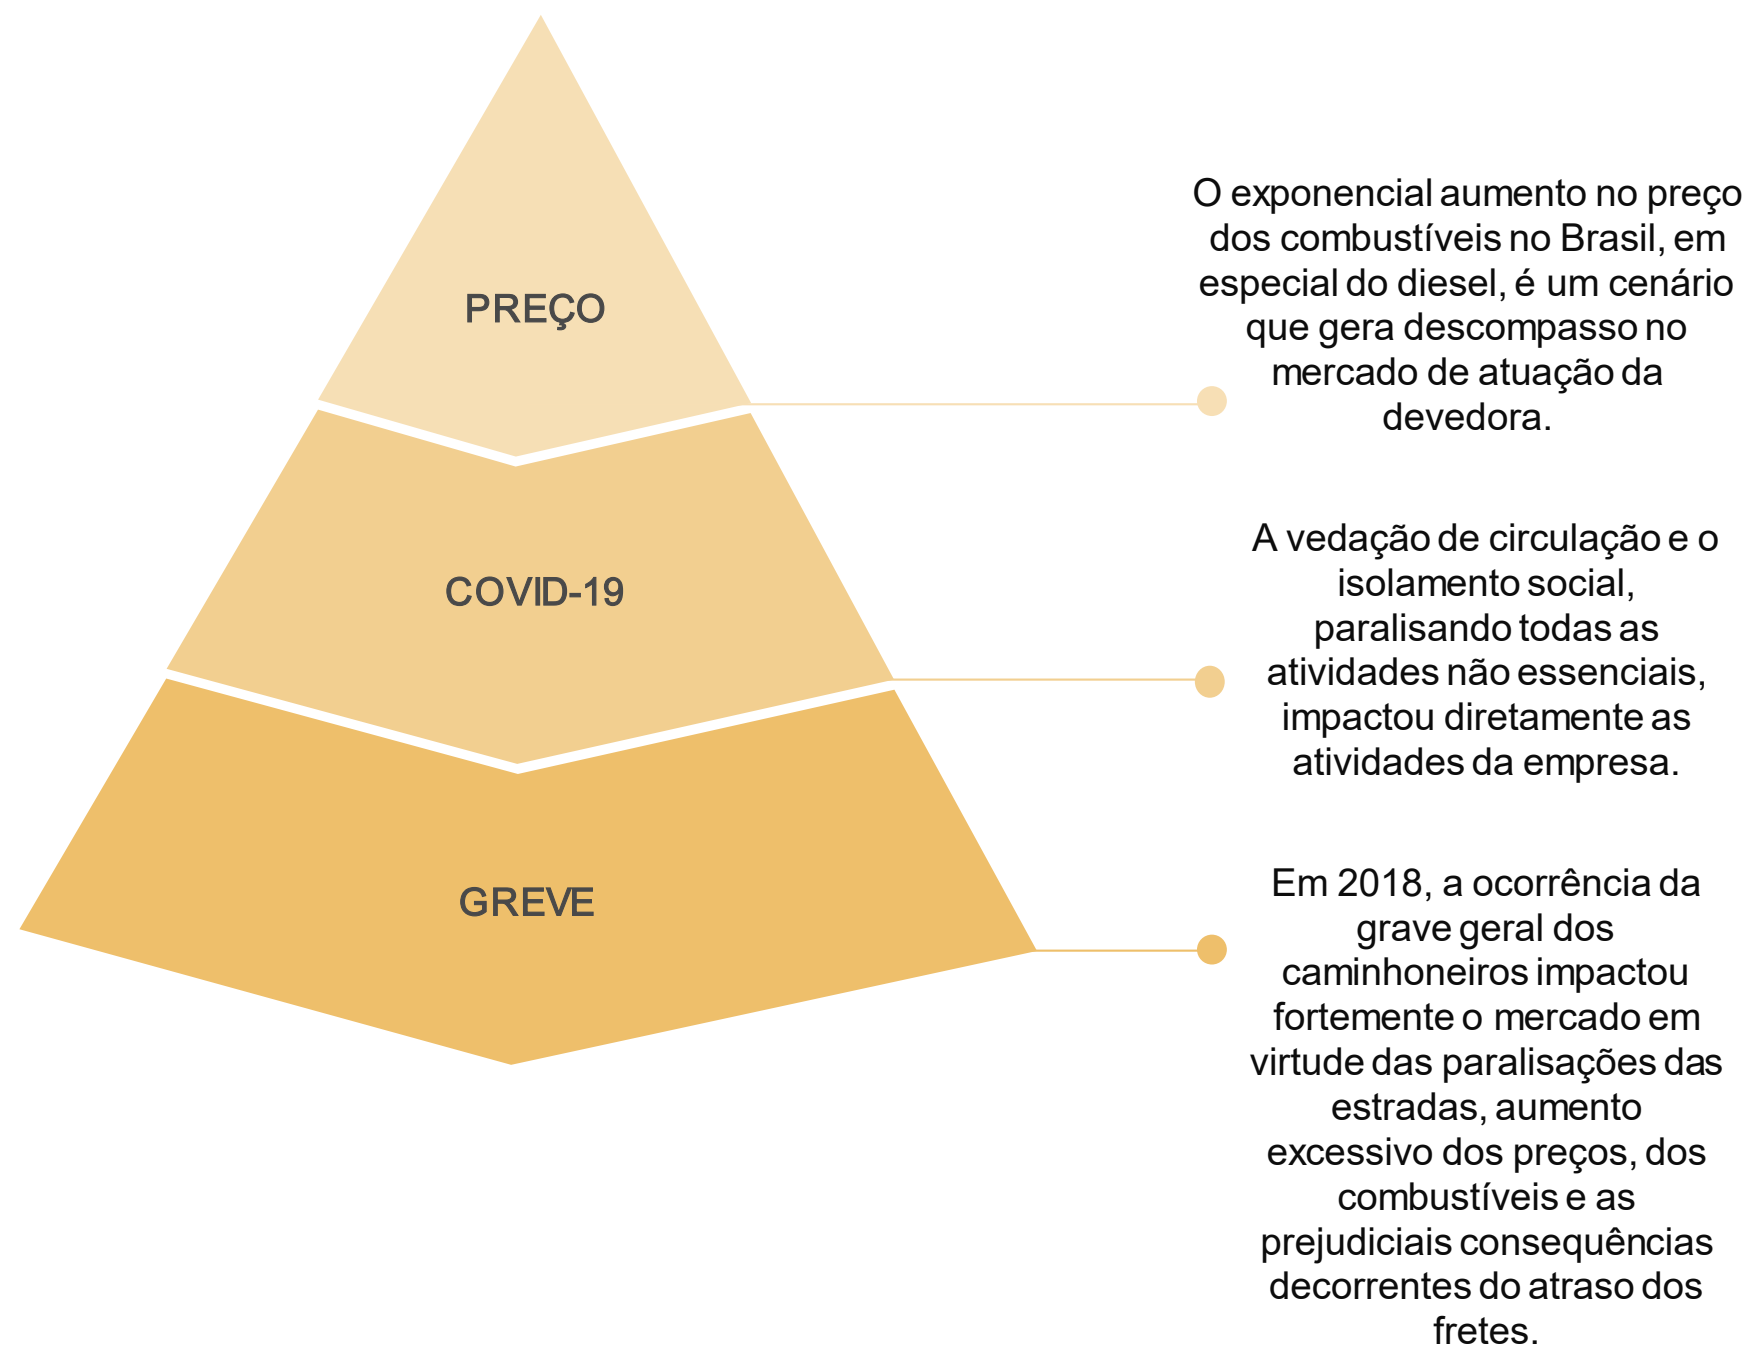 PREÇO
O exponencial aumento no preço
dos combustíveis no Brasil, em
especial do diesel, é um cenário
que gera descompasso no
mercado de atuação da
devedora.
COVID-19
A vedação de circulação e o
isolamento social,
paralisando todas as
atividades não essenciais,
impactou diretamente as
atividades da empresa.
GREVE
Em 2018, a ocorrência da
grave geral dos
caminhoneiros impactou
fortemente o mercado em
virtude das paralisações das
estradas, aumento
excessivo dos preços, dos
combustíveis e as
prejudiciais consequências
decorrentes do atraso dos
fretes.